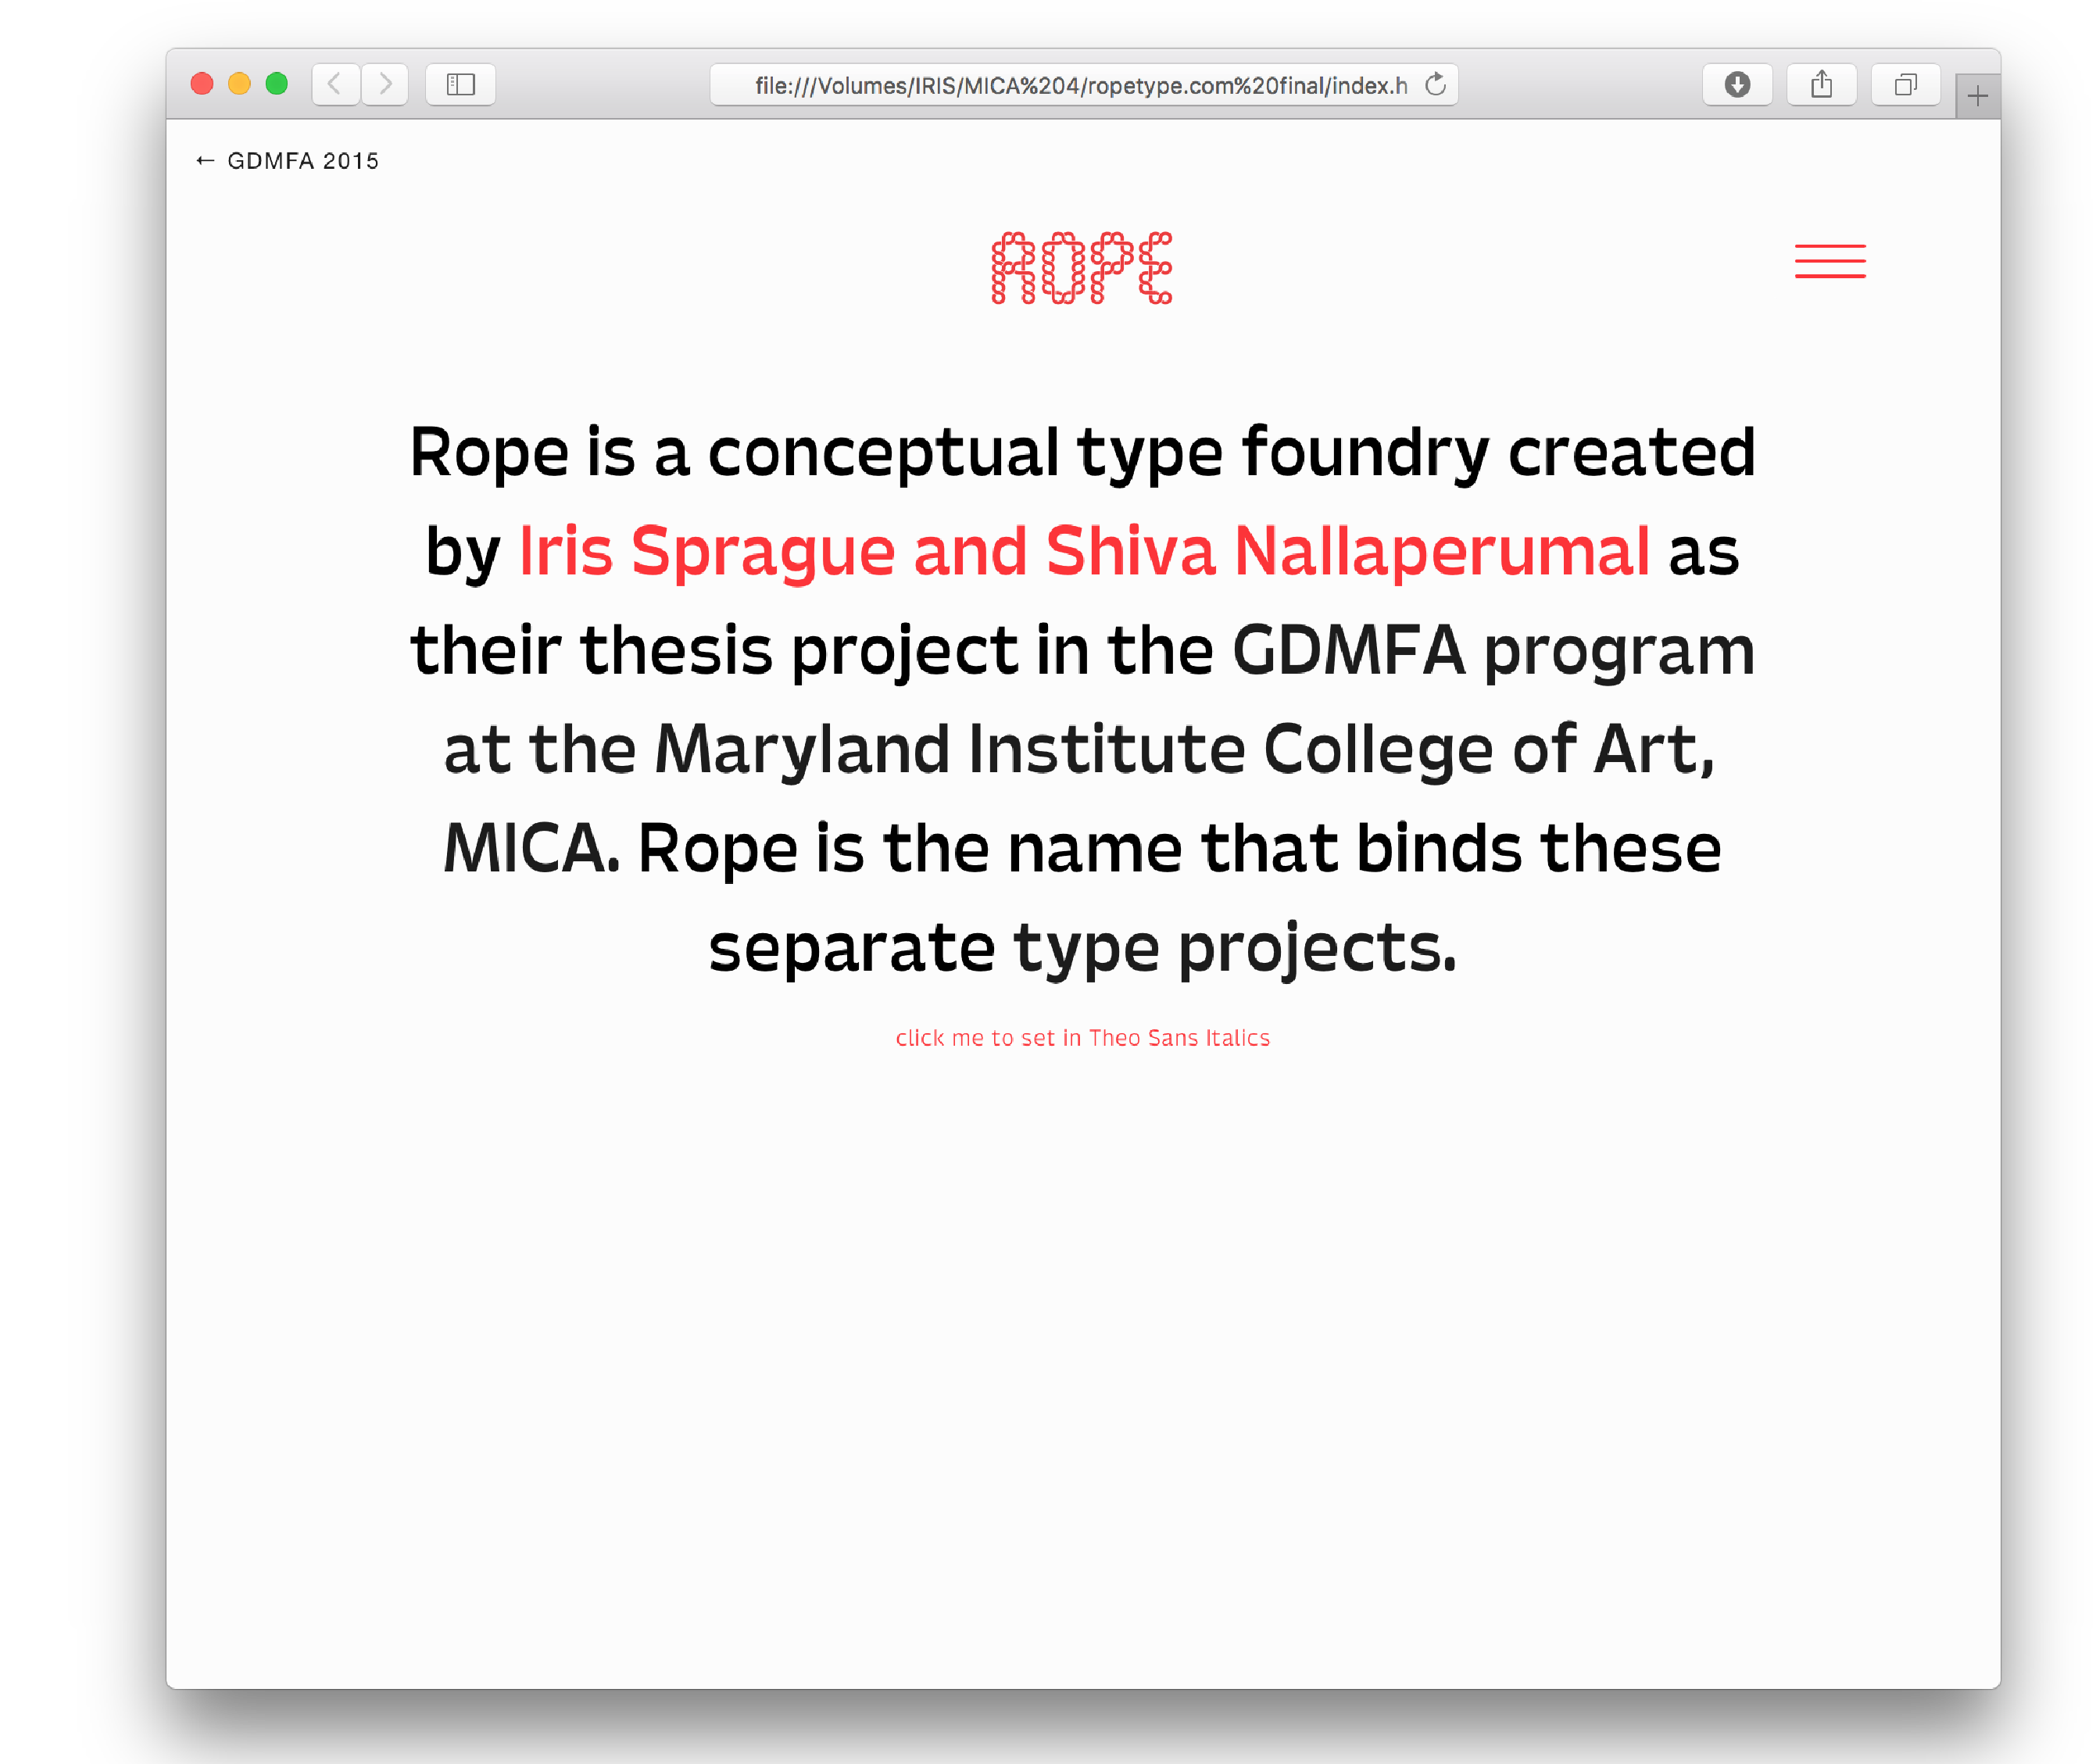 file:///Volumes/IRIS/MICA%204/ropetype.com%20final/index.h
← GDMFA 2015
ROPE
Rope is a conceptual type foundry created
by Iris Sprague and Shiva Nallaperumal as
their thesis project in the GDMFA program
at the Maryland Institute College of Art,
MICA. Rope is the name that binds these
separate type projects.
click me to set in Theo Sans Italics